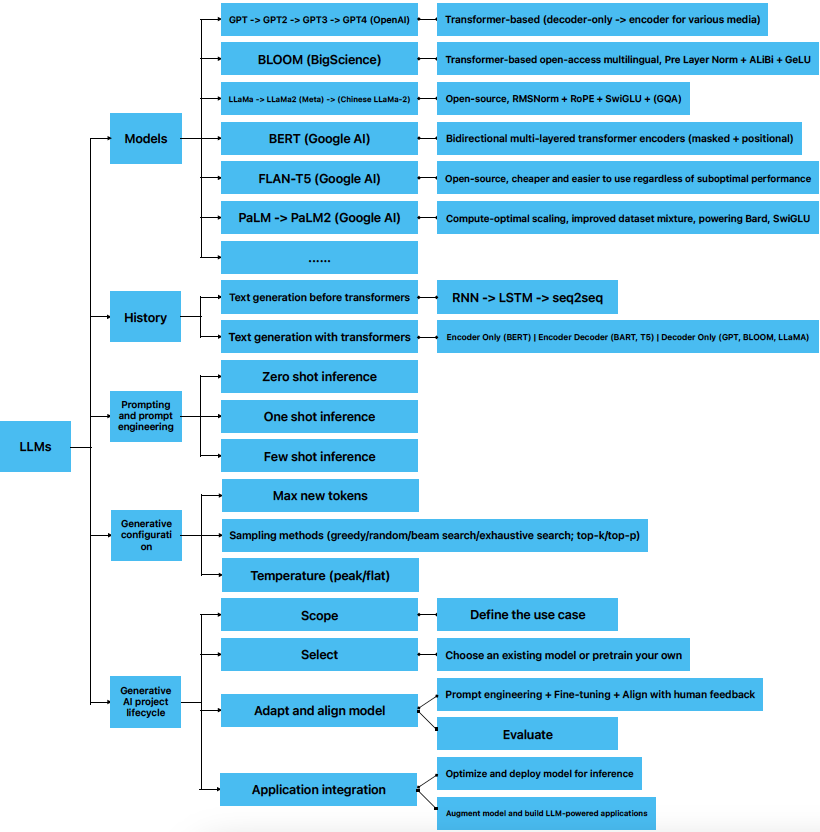 LLMs
Models
GPT -> GPT2 -> GPT3 -> GPT4 (OpenAI)
Transformer-based (decoder-only -> encoder for various media)
BLOOM (BigScience)
Transformer-based open-access multilingual, Pre Layer Norm + ALiBi + GeLU
LLaMa -> LLaMa2 (Meta) -> (Chinese LLaMa-2)
Open-source, RMSNorm + RoPE + SwiGLU + (GQA)
BERT (Google AI)
Bidirectional multi-layered transformer encoders (masked + positional)
FLAN-T5 (Google AI)
Open-source, cheaper and easier to use regardless of suboptimal performance
PaLM -> PaLM2 (Google AI)
Compute-optimal scaling, improved dataset mixture, powering Bard, SwiGLU
......
History
Text generation before transformers
RNN -> LSTM -> seq2seq
Text generation with transformers
Encoder Only (BERT) | Encoder Decoder (BART, T5) | Decoder Only (GPT, BLOOM, LLaMA)
Prompting
and prompt
engineering
Zero shot inference
One shot inference
Few shot inference
Generative
configurati
on
Max new tokens
Sampling methods (greedy/random/beam search/exhaustive search; top-k/top-p)
Temperature (peak/flat)
Generative
AI project
lifecycle
Scope
Define the use case
Select
Choose an existing model or pretrain your own
Adapt and align model
Prompt engineering + Fine-tuning + Align with human feedback
Evaluate
Application integration
Optimize and deploy model for inference
Augment model and build LLM-powered applications